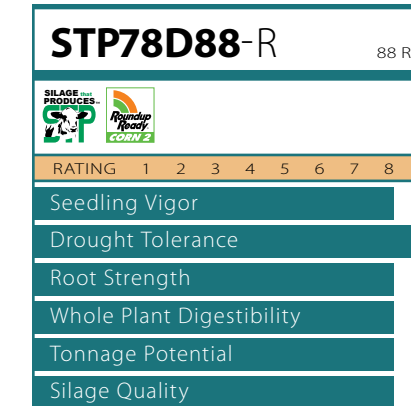 STP78D88-R
88 R
SILAGE that
PRODUCES™
STP
Roundup
Ready
CORN 2
RATING 1 2 3 4 5 6 7 8
Seedling Vigor
Drought Tolerance
Root Strength
Whole Plant Digestibility
Tonnage Potential
Silage Quality